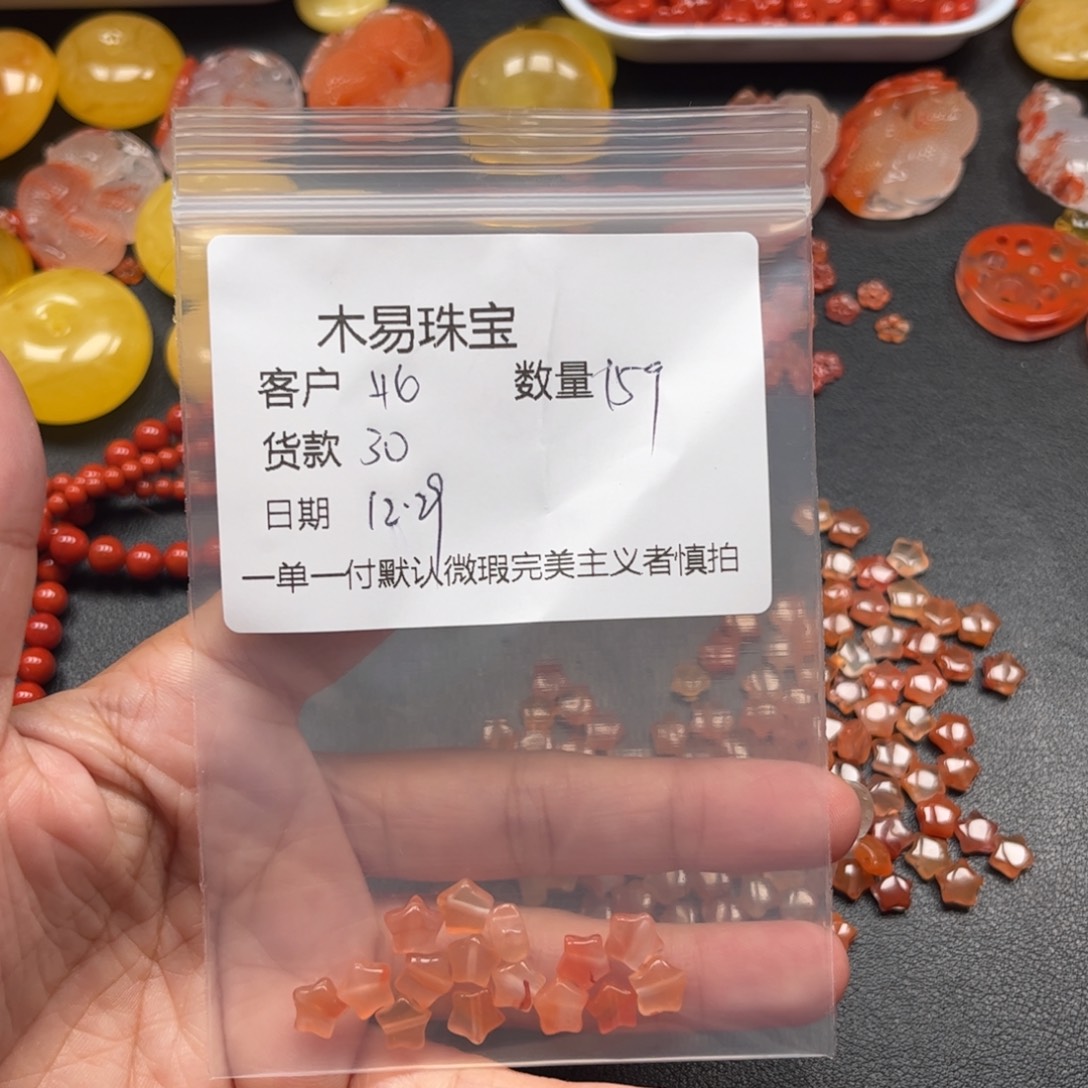 木易珠宝
客户 46 数量 159
货款 30
日期 12.29
一单一付默认微瑕完美主义者慎拍